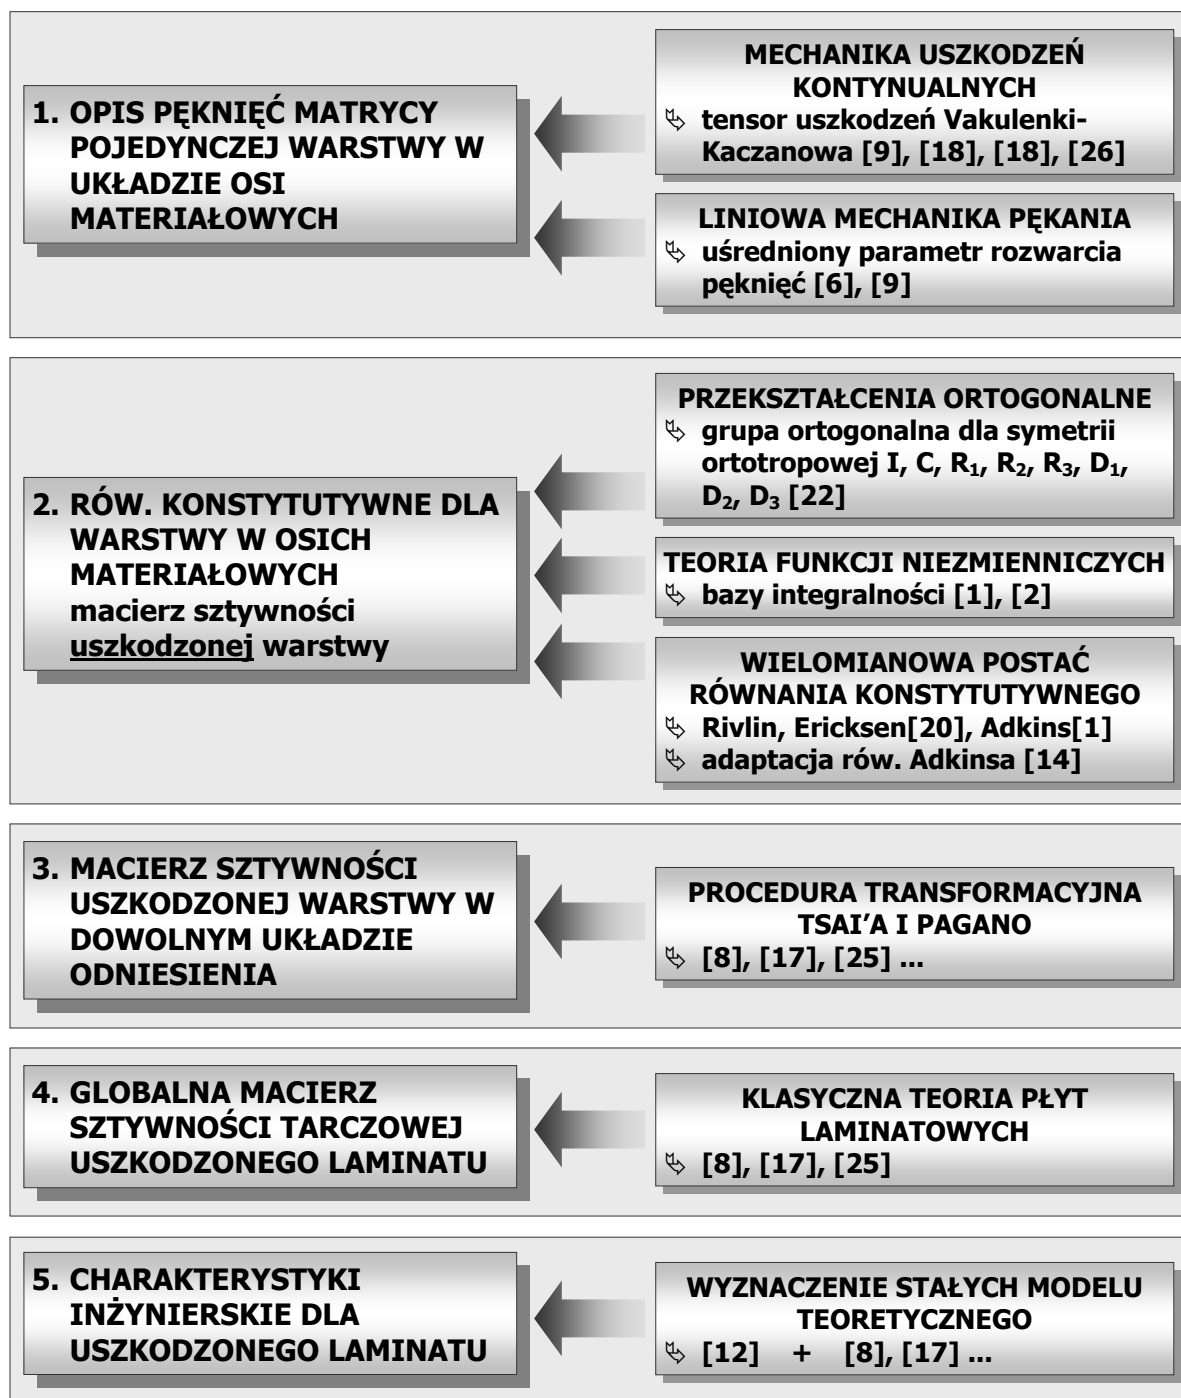 1. OPIS PĘKNIĘĆ MATRYCY
POJEDYNCZEJ WARSTWY W
UKŁADZIE OSI
MATERIAŁOWYCH
MECHANIKA USZKODZEŃ
KONTYNUALNYCH
↳ tensor uszkodzeń Vakulenki-
Kaczanowa [9], [18], [18], [26]
LINIOWA MECHANIKA PĘKANIA
↳ uśredniony parametr rozwarcia
pęknięć [6], [9]
2. RÓW. KONSTYTUTYWNE DLA
WARSTWY W OSICH
MATERIAŁOWYCH
macierz sztywności
uszkodzonej warstwy
PRZEKSZTAŁCENIA ORTOGONALNE
↳ grupa ortogonalna dla symetrii
ortotropowej I, C, R₁, R₂, R₃, D₁,
D₂, D₃ [22]
TEORIA FUNKCJI NIEZMIENNICZYCH
↳ bazy integralności [1], [2]
WIELOMIANOWA POSTAĆ
RÓWNANIA KONSTYTUTYWNEGO
↳ Rivlin, Ericksen[20], Adkins[1]
↳ adaptacja rów. Adkinsa [14]
3. MACIERZ SZTYWNOŚCI
USZKODZONEJ WARSTWY W
DOWOLNYM UKŁADZIE
ODNIESIENIA
PROCEDURA TRANSFORMACYJNA
TSAI'A I PAGANO
↳ [8], [17], [25] ...
4. GLOBALNA MACIERZ
SZTYWNOŚCI TARCZOWEJ
USZKODZONEGO LAMINATU
KLASYCZNA TEORIA PŁYT
LAMINATOWYCH
↳ [8], [17], [25]
5. CHARAKTERYSTYKI
INŻYNIERSKIE DLA
USZKODZONEGO LAMINATU
WYZNACZENIE STAŁYCH MODELU
TEORETYCZNEGO
↳ [12] + [8], [17] ...